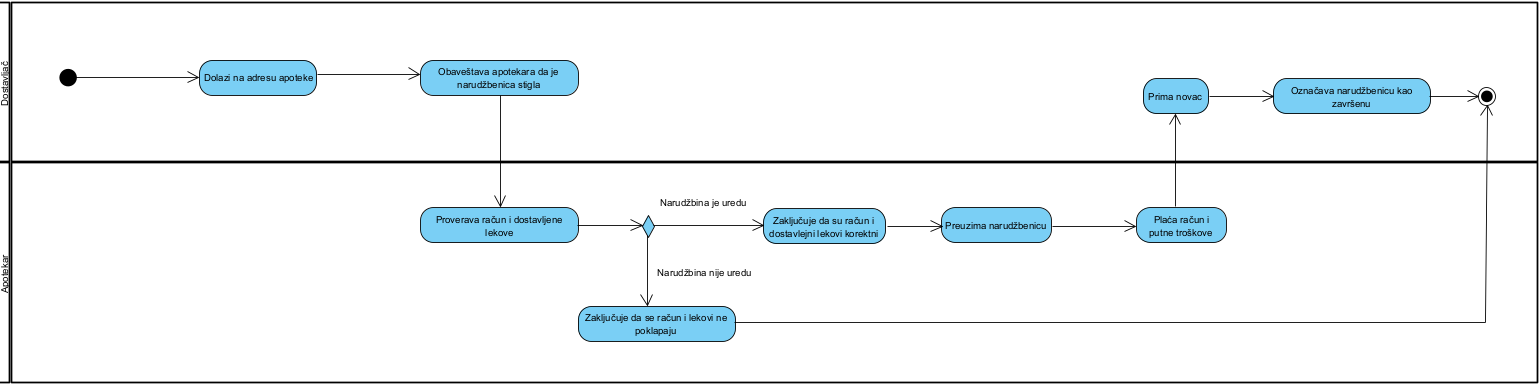 Dostavljač
Dolazi na adresu apoteke
Obaveštava apotekara da je
narudžbenica stigla
Prima novac
Označava narudžbenicu kao
završenu
Apotekar
Proverava račun i dostavljene
lekove
Narudžbina je uredu
Zaključuje da su račun i
dostavlejni lekovi korektni
Preuzima narudžbenicu
Plaća račun i
putne troškove
Narudžbina nije uredu
Zaključuje da se račun i lekovi ne
poklapaju